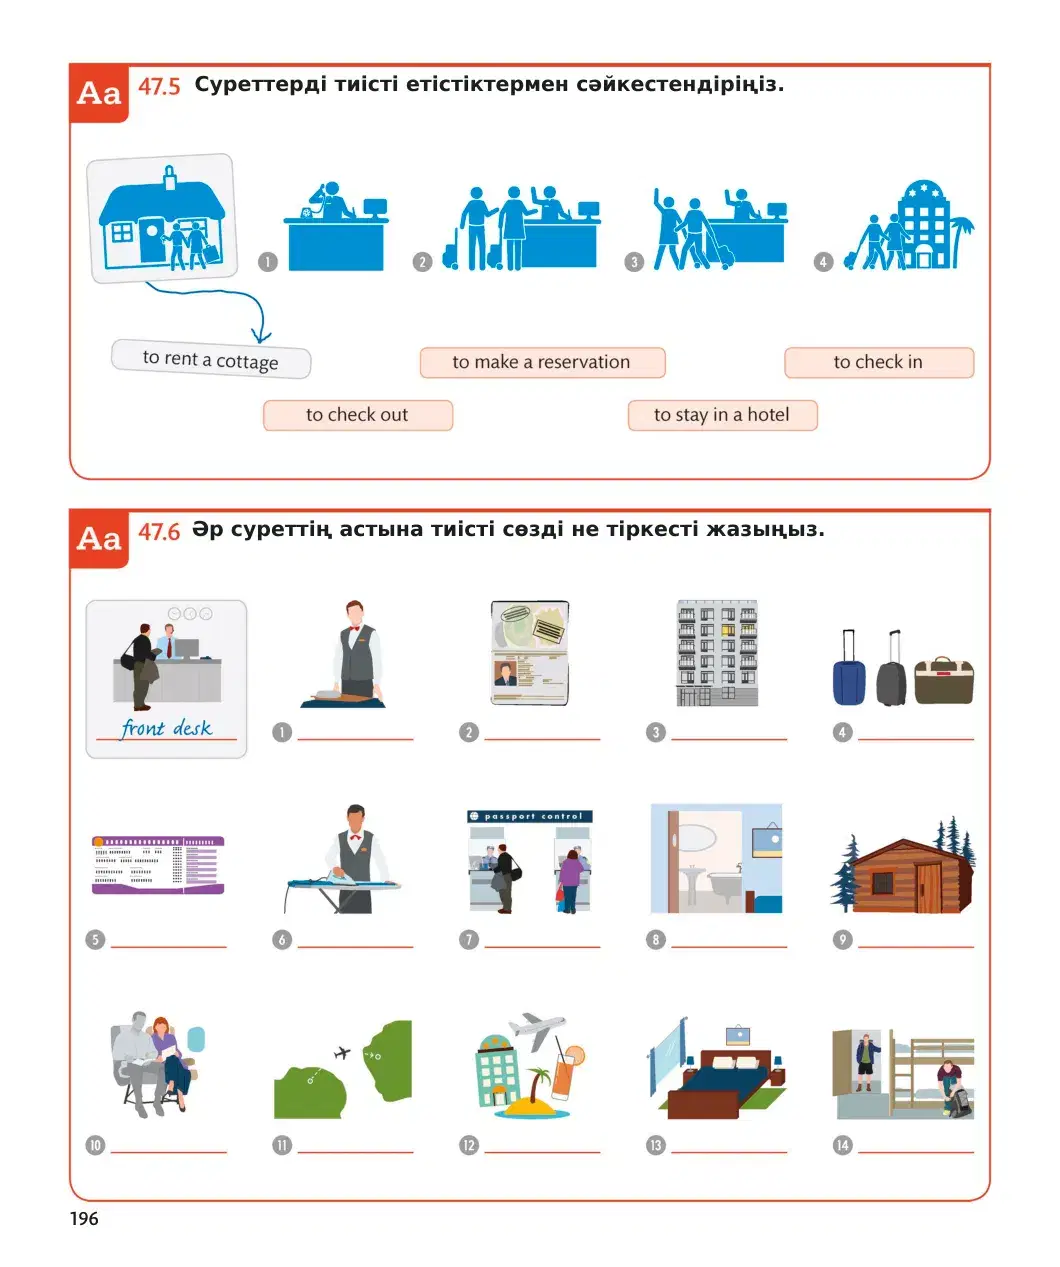 Aa 47.5 Суреттерді тиісті етістіктермен сәйкестендіріңіз.
1 2 3 4
to rent a cottage to make a reservation to check in
to check out to stay in a hotel
Aa 47.6 Әр суреттің астына тиісті сөзді не тіркесті жазыңыз.
front desk 1 2 3 4
passport control
5 6 7 8 9
10 11 12 13 14
196